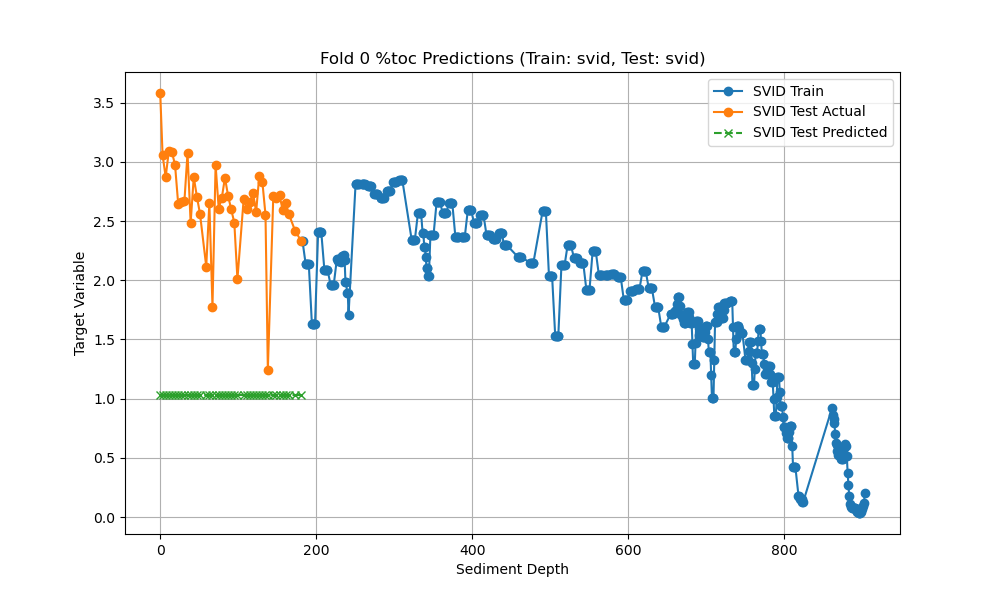 Fold 0 %toc Predictions (Train: svid, Test: svid)
SVID Train
SVID Test Actual
SVID Test Predicted
Target Variable
3.5
3.0
2.5
2.0
1.5
1.0
0.5
0.0
0 200 400 600 800
Sediment Depth